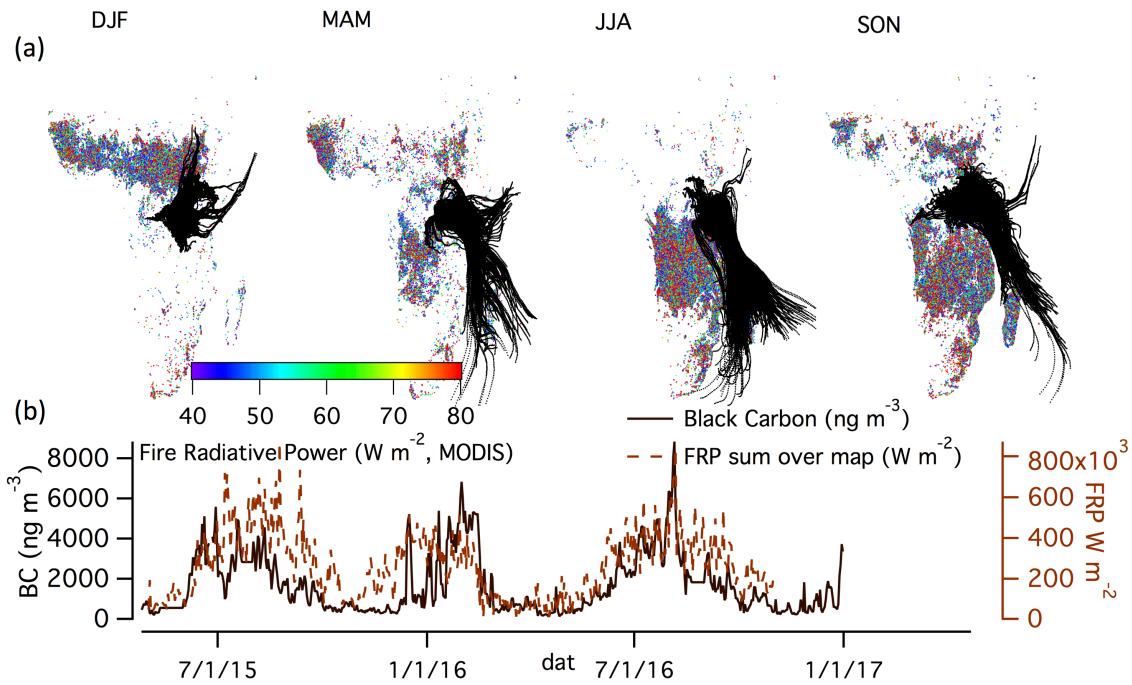 DJF MAM JJA SON
(a)
40 50 60 70 80
(b)
Fire Radiative Power (W m-2, MODIS)
Black Carbon (ng m-3)
FRP sum over map (W m-2)
BC (ng m-3)
8000
6000
4000
2000
0
800x10^3
600
400
200
0
FRP W m-2
7/1/15 1/1/16 dat 7/1/16 1/1/17